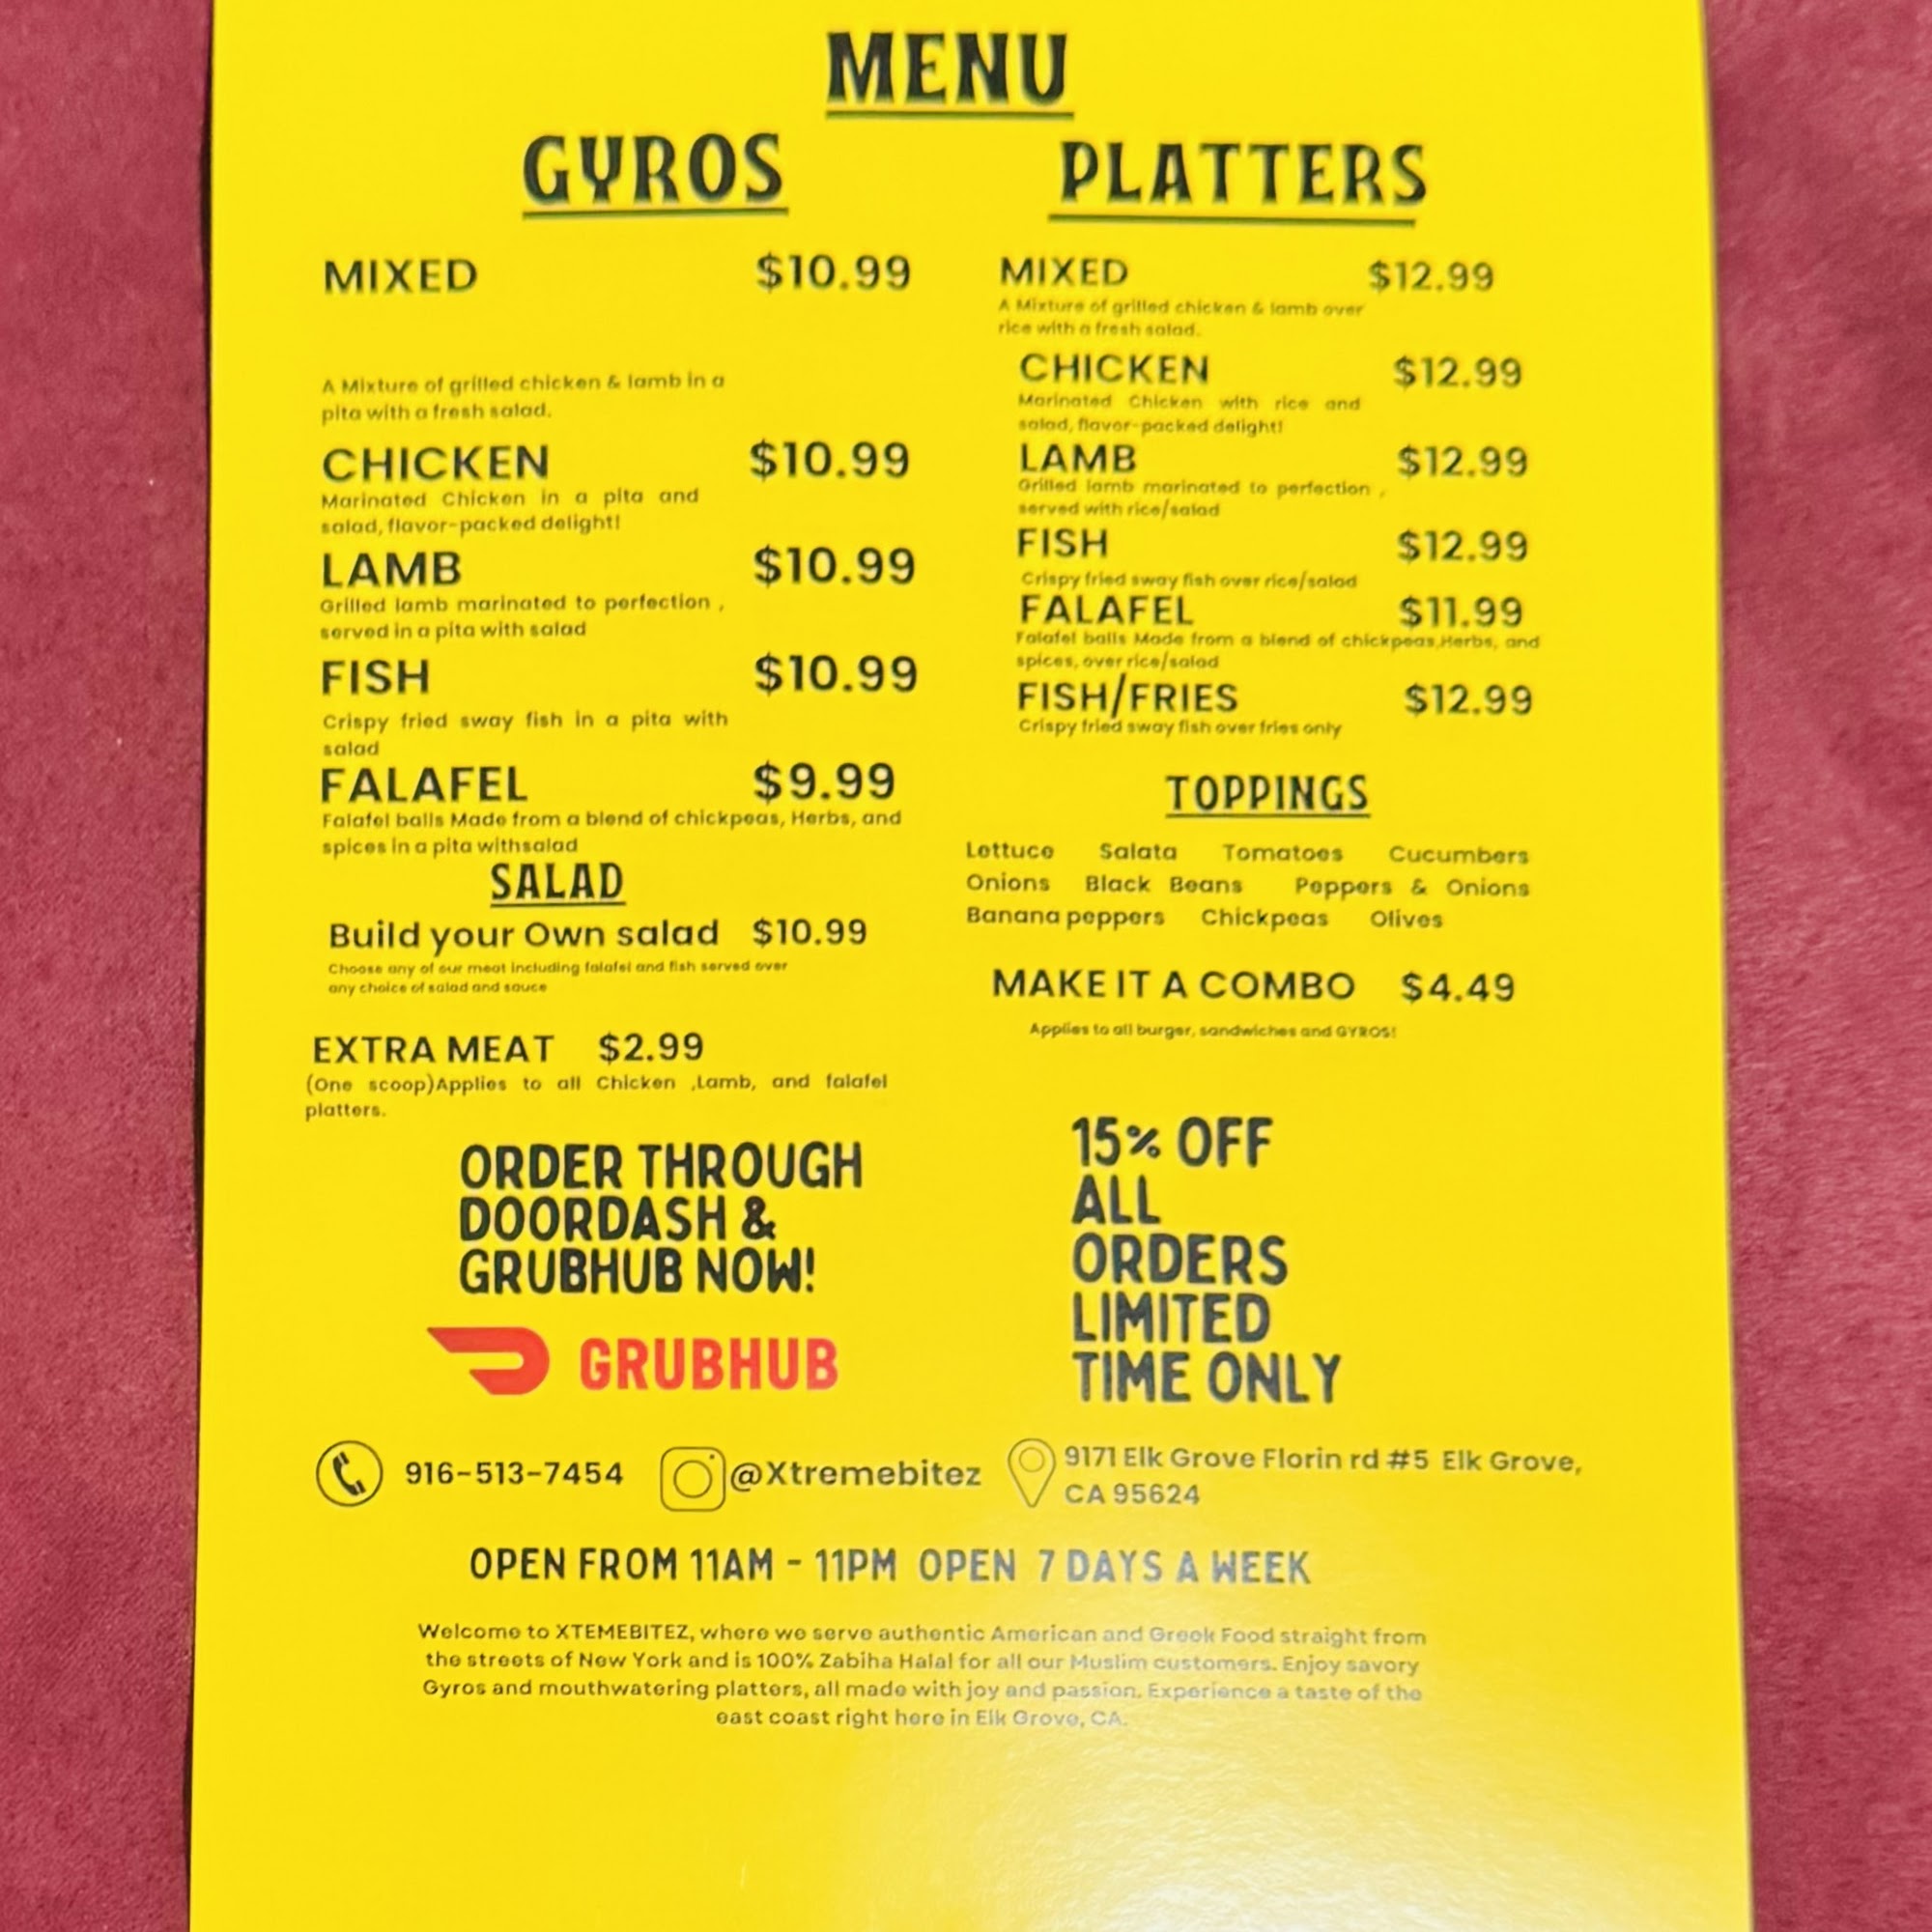 MENU
GYROS
MIXED $10.99
A Mixture of grilled chicken & lamb in a
pita with a fresh salad.
CHICKEN $10.99
Marinated Chicken in a pita and
salad, flavor-packed delight!
LAMB $10.99
Grilled lamb marinated to perfection ,
served in a pita with salad
FISH $10.99
Crispy fried sway fish in a pita with
salad
FALAFEL $9.99
Falafel balls Made from a blend of chickpeas, Herbs, and
spices in a pita withsalad
SALAD
Build your Own salad $10.99
Choose any of our meat including falafel and fish served over
any choice of salad and sauce
EXTRA MEAT $2.99
(One scoop)Applies to all Chicken ,Lamb, and falafel
platters.
PLATTERS
MIXED $12.99
A Mixture of grilled chicken & lamb over
rice with a fresh salad.
CHICKEN $12.99
Marinated Chicken with rice and
salad, flavor-packed delight!
LAMB $12.99
Grilled lamb marinated to perfection ,
served with rice/salad
FISH $12.99
Crispy fried sway fish over rice/salad
FALAFEL $11.99
Falafel balls Made from a blend of chickpeas,Herbs, and
spices, over rice/salad
FISH/FRIES $12.99
Crispy fried sway fish over fries only
TOPPINGS
Lettuce Salata Tomatoes Cucumbers
Onions Black Beans Peppers & Onions
Banana peppers Chickpeas Olives
MAKE IT A COMBO $4.49
Applies to all burger, sandwiches and GYROS!
ORDER THROUGH
DOORDASH &
GRUBHUB NOW!
GRUBHUB
15% OFF
ALL
ORDERS
LIMITED
TIME ONLY
916-513-7454
@Xtremebitez
9171 Elk Grove Florin rd #5 Elk Grove,
CA 95624
OPEN FROM 11AM - 11PM OPEN 7 DAYS A WEEK
Welcome to XTEMEBITEZ, where we serve authentic American and Greek Food straight from
the streets of New York and is 100% Zabiha Halal for all our Muslim customers. Enjoy savory
Gyros and mouthwatering platters, all made with joy and passion. Experience a taste of the
east coast right here in Elk Grove, CA.